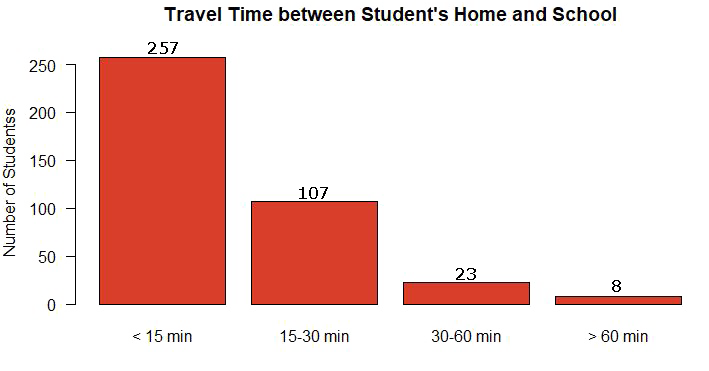 Travel Time between Student's Home and School
Number of Studentss
250
200
150
100
50
0
257
107
23
8
< 15 min
15-30 min
30-60 min
> 60 min